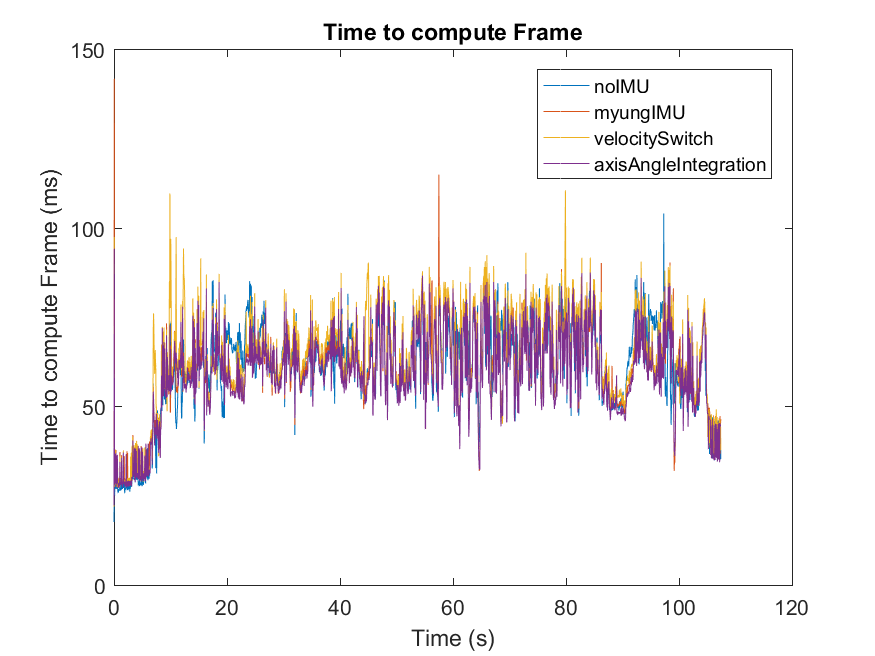 Time to compute Frame
150
100
50
0
Time to compute Frame (ms)
noIMU
myungIMU
velocitySwitch
axisAngleIntegration
0 20 40 60 80 100 120
Time (s)